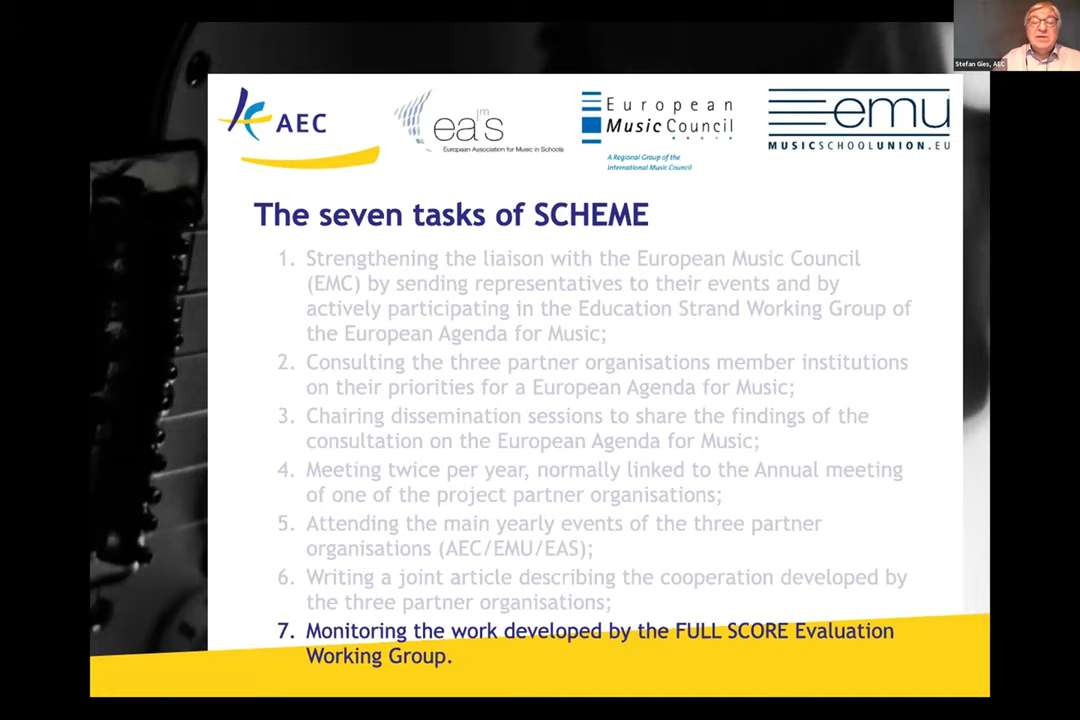 Stefan Gies, AEC
AEC
eas
European Association for Music in Schools
European
Music Council
A Regional Group of the
International Music Council
emu
MUSICSCHOOLUNION.EU
The seven tasks of SCHEME
1. Strengthening the liaison with the European Music Council
(EMC) by sending representatives to their events and by
actively participating in the Education Strand Working Group of
the European Agenda for Music;
2. Consulting the three partner organisations member institutions
on their priorities for a European Agenda for Music;
3. Chairing dissemination sessions to share the findings of the
consultation on the European Agenda for Music;
4. Meeting twice per year, normally linked to the Annual meeting
of one of the project partner organisations;
5. Attending the main yearly events of the three partner
organisations (AEC/EMU/EAS);
6. Writing a joint article describing the cooperation developed by
the three partner organisations;
7. Monitoring the work developed by the FULL SCORE Evaluation
Working Group.